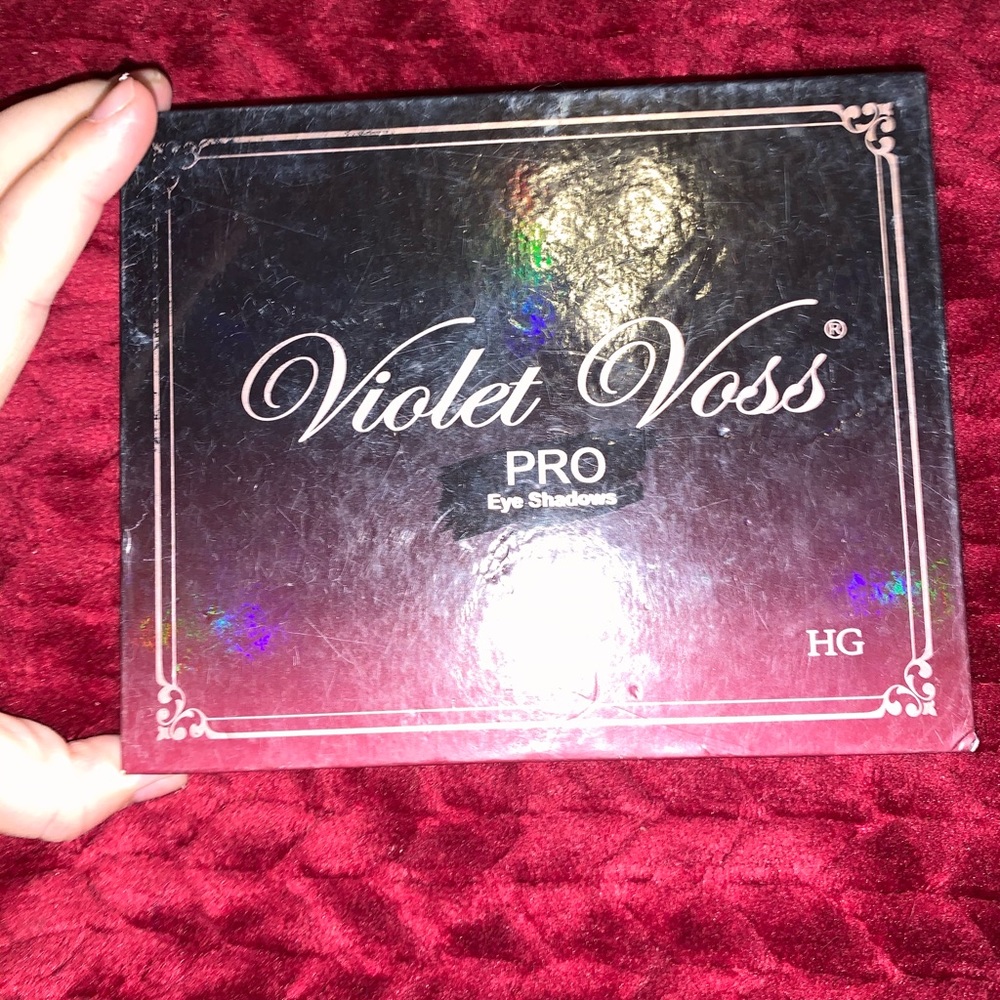 Violet Voss®
PRO
Eye Shadows
HG